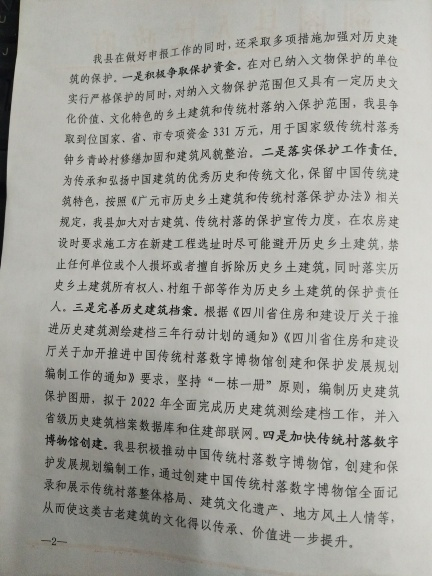 我县在做好申报工作的同时，还采取多项措施加强对历史建
筑的保护。一是积极争取保护资金。在对已纳入文物保护的单位
实行严格保护的同时，对纳入文物保护范围但又具有一定历史文
化价值、文化特色的乡土建筑和传统村落纳入保护范围，我县争
取到位国家、省、市专项资金 331 万元，用于国家级传统村落秀
钟乡青岭村修缮加固和建筑风貌整治。二是落实保护工作责任。
为传承和弘扬中国建筑的优秀历史和传统文化，保留中国传统建
筑特色，按照《广元市历史乡土建筑和传统村落保护办法》相关
规定，我县加大对古建筑、传统村落的保护宣传力度，在农房建
设时要求施工方在新建工程选址时尽可能避开历史乡土建筑，禁
止任何单位或个人损坏或者擅自拆除历史乡土建筑，同时落实历
史乡土建筑所有权人、村组干部等作为历史建筑的保护责任
人。三是完善历史建筑档案。根据《四川省住房和建设厅关于推
进历史建筑测绘建档三年行动计划的通知》《四川省住房和建设
厅关于加开推进中国传统村落数字博物馆创建和保护发展规划
编制工作的通知》要求，坚持“一栋一册”原则，编制历史建筑
保护图册，拟于 2022 年全面完成历史建筑测绘建档工作，并入
省级历史建筑档案数据库和住建部联网。四是加快传统村落数字
博物馆创建。我县积极推动中国传统村落数字博物馆，创建和保
护发展规划编制工作，通过创建中国传统村落数字博物馆全面记
录和展示传统村落整体格局、建筑文化遗产、地方风土人情等，
从而使这类古老建筑的文化得以传承、价值进一步提升。
—2—